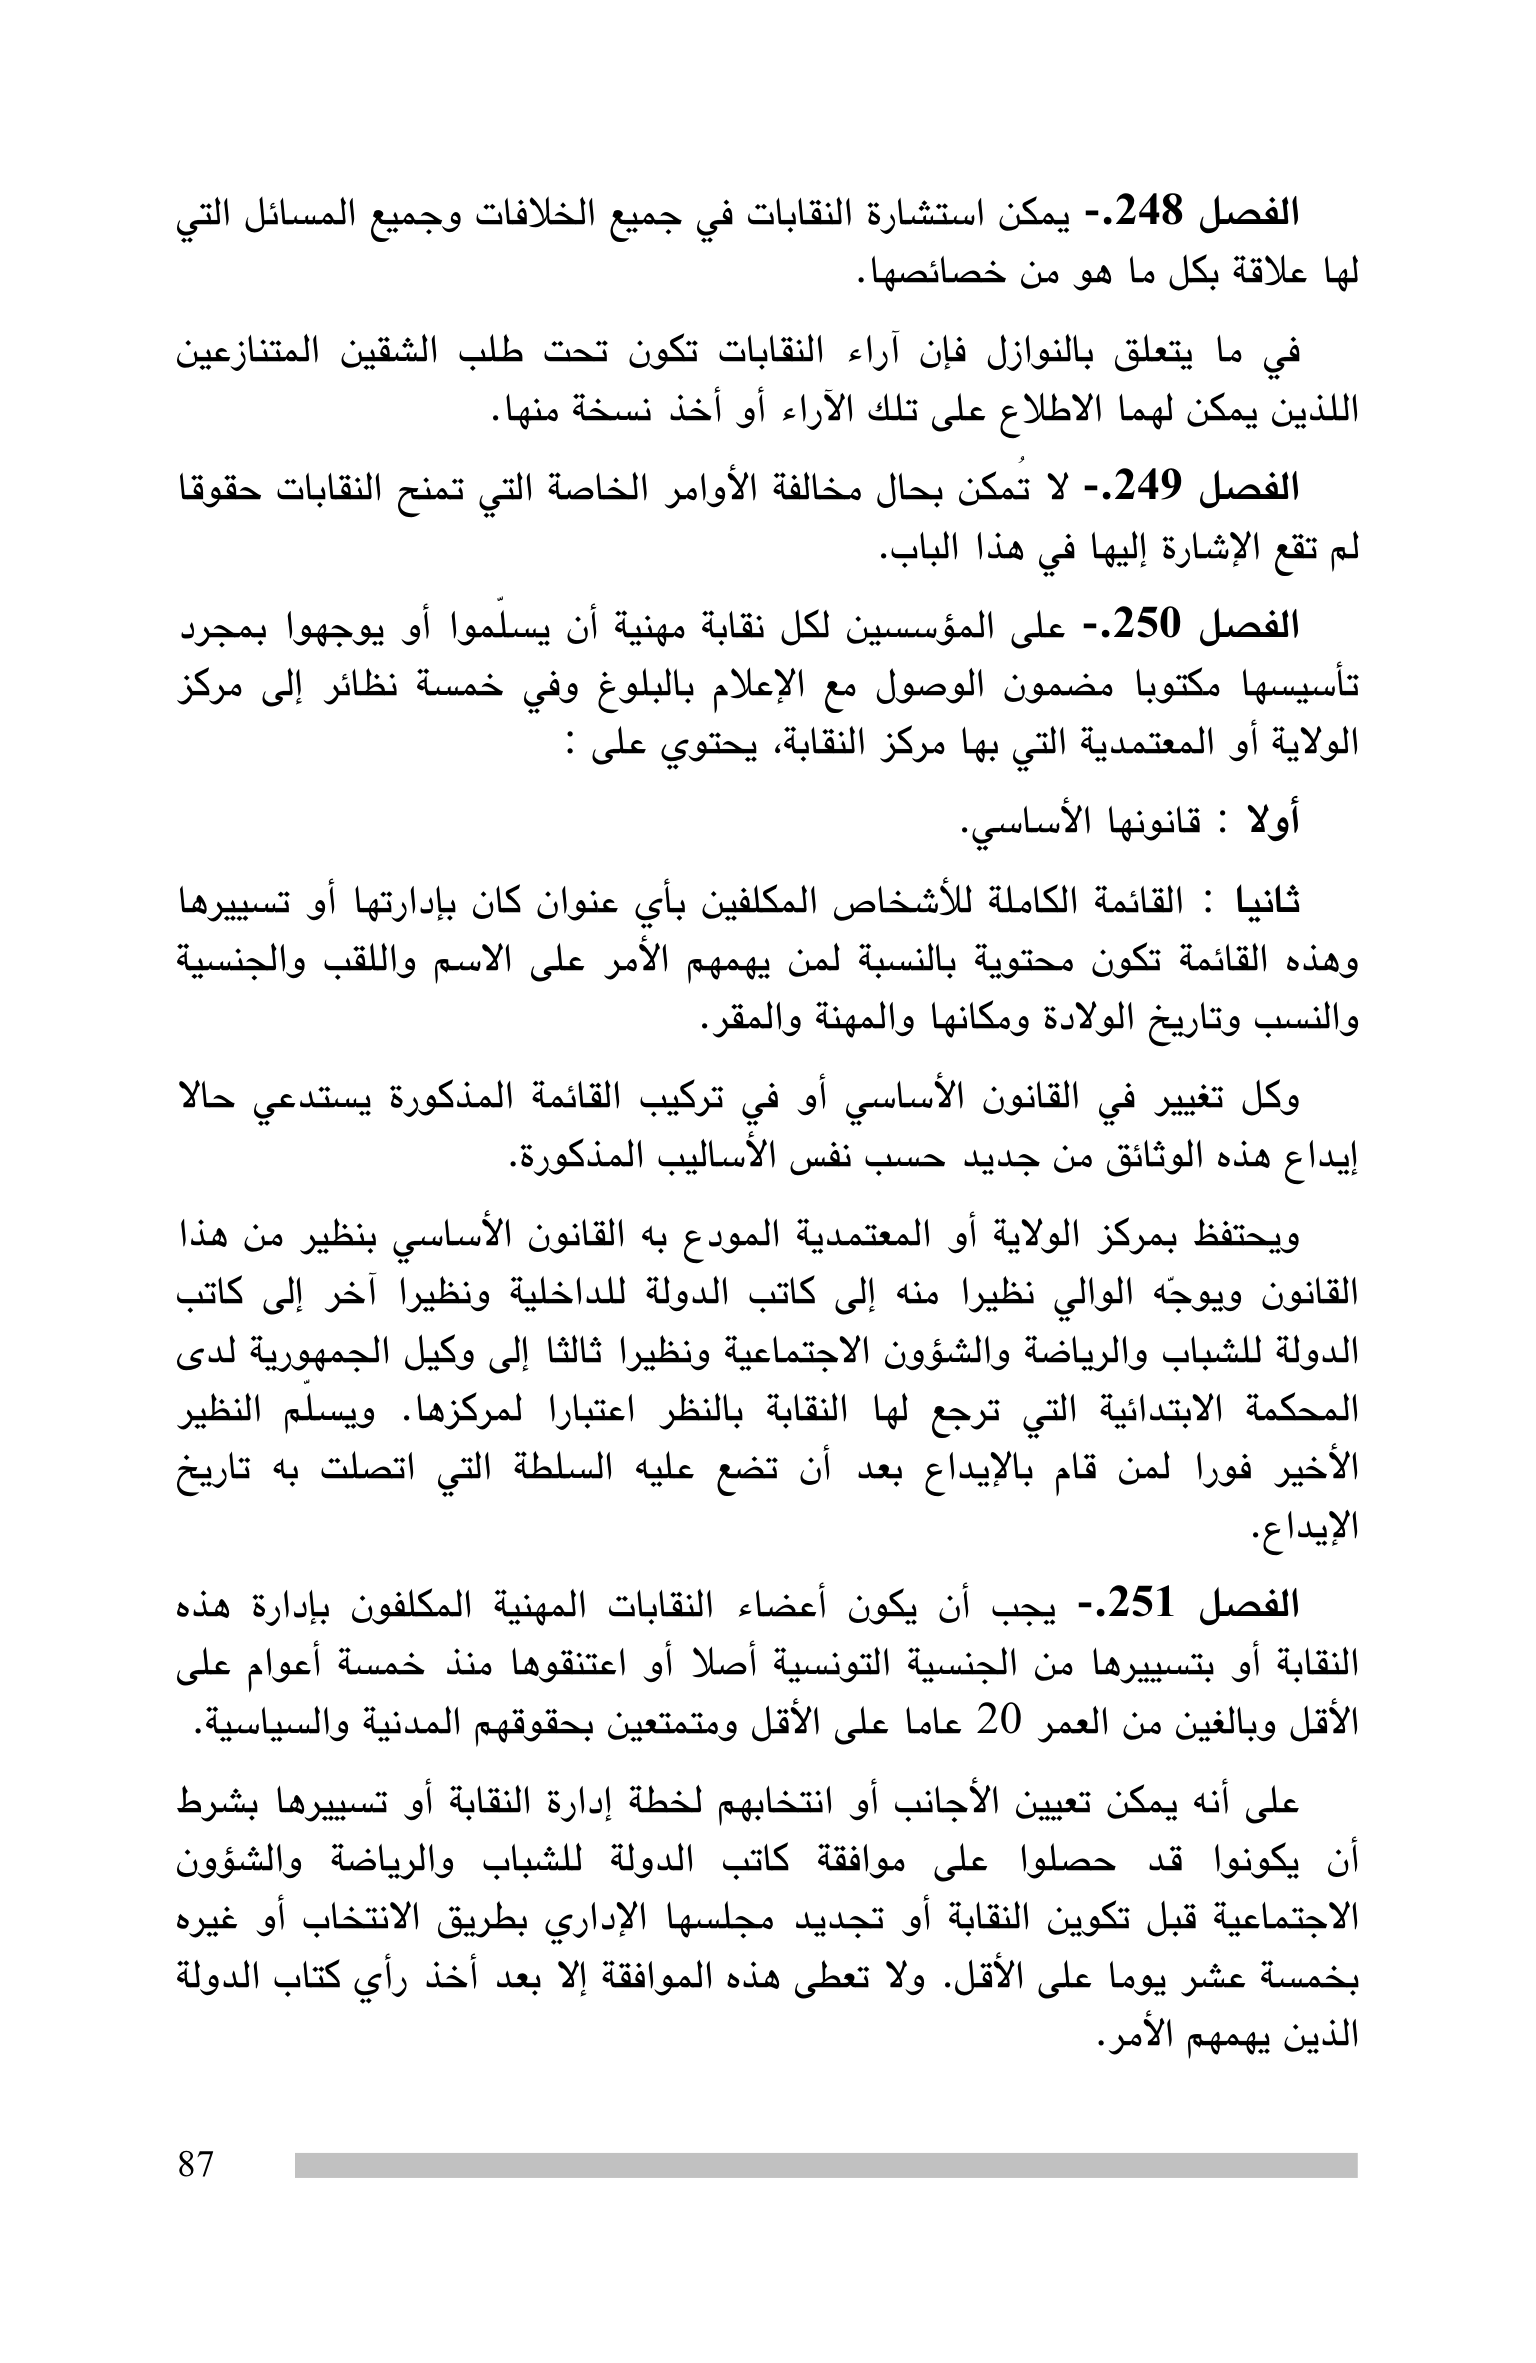 الفصل 248.- يمكن استشارة النقابات في جميع الخلافات وجميع المسائل التي
لها علاقة بكل ما هو من خصائصها.
في ما يتعلق بالنوازل فإن آراء النقابات تكون تحت طلب الشقين المتنازعين
اللذين يمكن لهما الاطلاع على تلك الآراء أو أخذ نسخة منها.
الفصل 249.- لا تُمكن بحال مخالفة الأوامر الخاصة التي تمنح النقابات حقوقا
لم تقع الإشارة إليها في هذا الباب.
الفصل 250.- على المؤسسين لكل نقابة مهنية أن يسلّموا أو يوجهوا بمجرد
تأسيسها مكتوبا مضمون الوصول مع الإعلام بالبلوغ وفي خمسة نظائر إلى مركز
الولاية أو المعتمدية التي بها مركز النقابة، يحتوي على :
أولا : قانونها الأساسي.
ثانيا : القائمة الكاملة للأشخاص المكلفين بأي عنوان كان بإدارتها أو تسييرها
وهذه القائمة تكون محتوية بالنسبة لمن يهمهم الأمر على الاسم واللقب والجنسية
والنسب وتاريخ الولادة ومكانها والمهنة والمقر.
وكل تغيير في القانون الأساسي أو في تركيب القائمة المذكورة يستدعي حالا
إيداع هذه الوثائق من جديد حسب نفس الأساليب المذكورة.
ويحتفظ بمركز الولاية أو المعتمدية المودع به القانون الأساسي بنظير من هذا
القانون ويوجّه الوالي نظيرا منه إلى كاتب الدولة للداخلية ونظيرا آخر إلى كاتب
الدولة للشباب والرياضة والشؤون الاجتماعية ونظيرا ثالثا إلى وكيل الجمهورية لدى
المحكمة الابتدائية التي ترجع لها النقابة بالنظر اعتبارا لمركزها. ويسلّم النظير
الأخير فورا لمن قام بالإيداع بعد أن تضع عليه السلطة التي اتصلت به تاريخ
الإيداع.
الفصل 251.- يجب أن يكون أعضاء النقابات المهنية المكلفون بإدارة هذه
النقابة أو بتسييرها من الجنسية التونسية أصلا أو اعتنقوها منذ خمسة أعوام على
الأقل وبالغين من العمر 20 عاما على الأقل ومتمتعين بحقوقهم المدنية والسياسية.
على أنه يمكن تعيين الأجانب أو انتخابهم لخطة إدارة النقابة أو تسييرها بشرط
أن يكونوا قد حصلوا على موافقة كاتب الدولة للشباب والرياضة والشؤون
الاجتماعية قبل تكوين النقابة أو تجديد مجلسها الإداري بطريق الانتخاب أو غيره
بخمسة عشر يوما على الأقل. ولا تعطى هذه الموافقة إلا بعد أخذ رأي كتاب الدولة
الذين يهمهم الأمر.
87